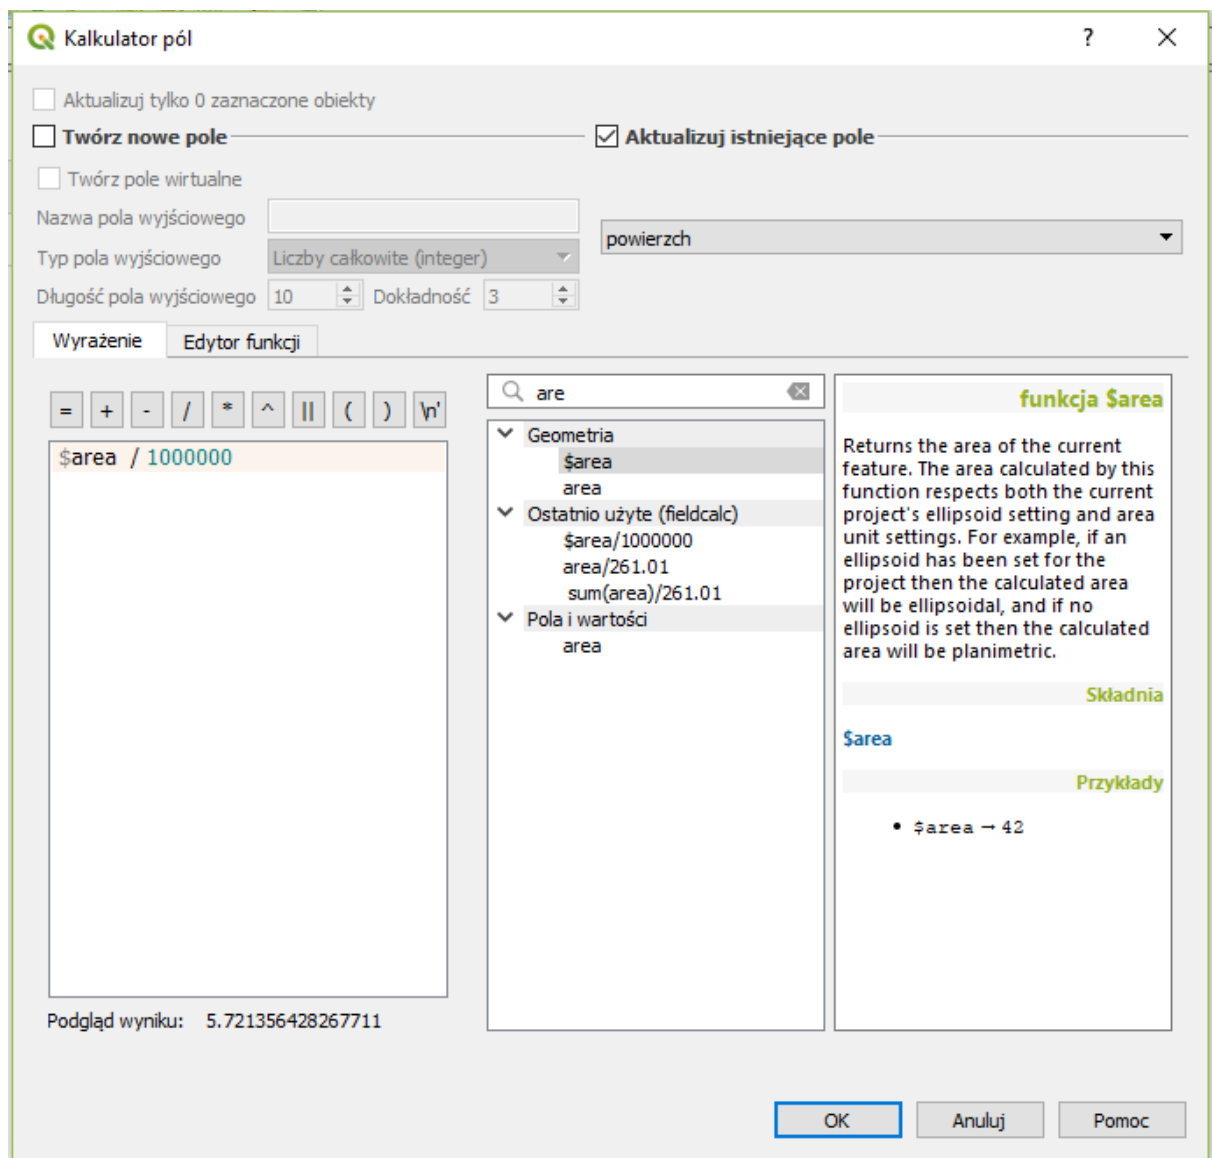 Kalkulator pól
?
Aktualizuj tylko 0 zaznaczone obiekty
Twórz nowe pole
Aktualizuj istniejące pole
Twórz pole wirtualne
Nazwa pola wyjściowego
powierzch
Typ pola wyjściowego
Liczby całkowite (integer)
Długość pola wyjściowego
10
Dokładność
3
Wyrażenie
Edytor funkcji
= + - / * ^ || ( ) \n'
$area / 1000000
Podgląd wyniku: 5.721356428267711
are
Geometria
$area
area
Ostatnio użyte (fieldcalc)
$area/1000000
area/261.01
sum(area)/261.01
Pola i wartości
area
funkcja $area
Returns the area of the current
feature. The area calculated by this
function respects both the current
project's ellipsoid setting and area
unit settings. For example, if an
ellipsoid has been set for the
project then the calculated area
will be ellipsoidal, and if no
ellipsoid is set then the calculated
area will be planimetric.
Składnia
$area
Przykłady
• $area → 42
OK
Anuluj
Pomoc